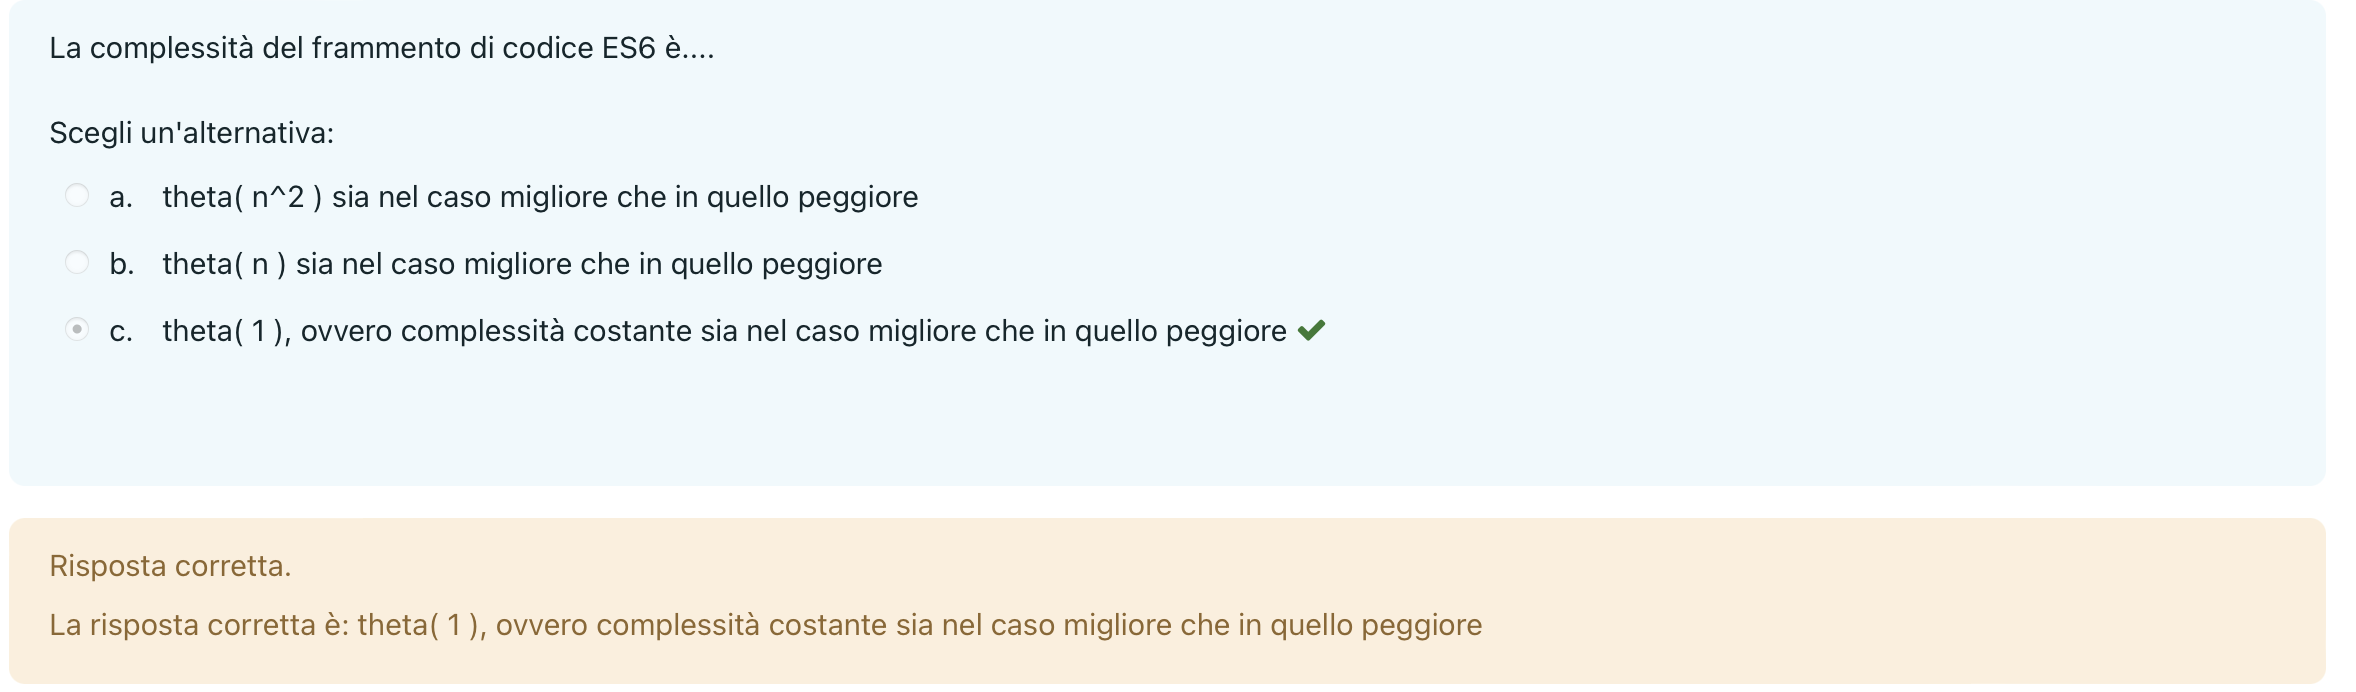 La complessità del frammento di codice ES6 è....
Scegli un'alternativa:
a. theta( n^2 ) sia nel caso migliore che in quello peggiore
b. theta( n ) sia nel caso migliore che in quello peggiore
c. theta( 1 ), ovvero complessità costante sia nel caso migliore che in quello peggiore
Risposta corretta.
La risposta corretta è: theta( 1 ), ovvero complessità costante sia nel caso migliore che in quello peggiore